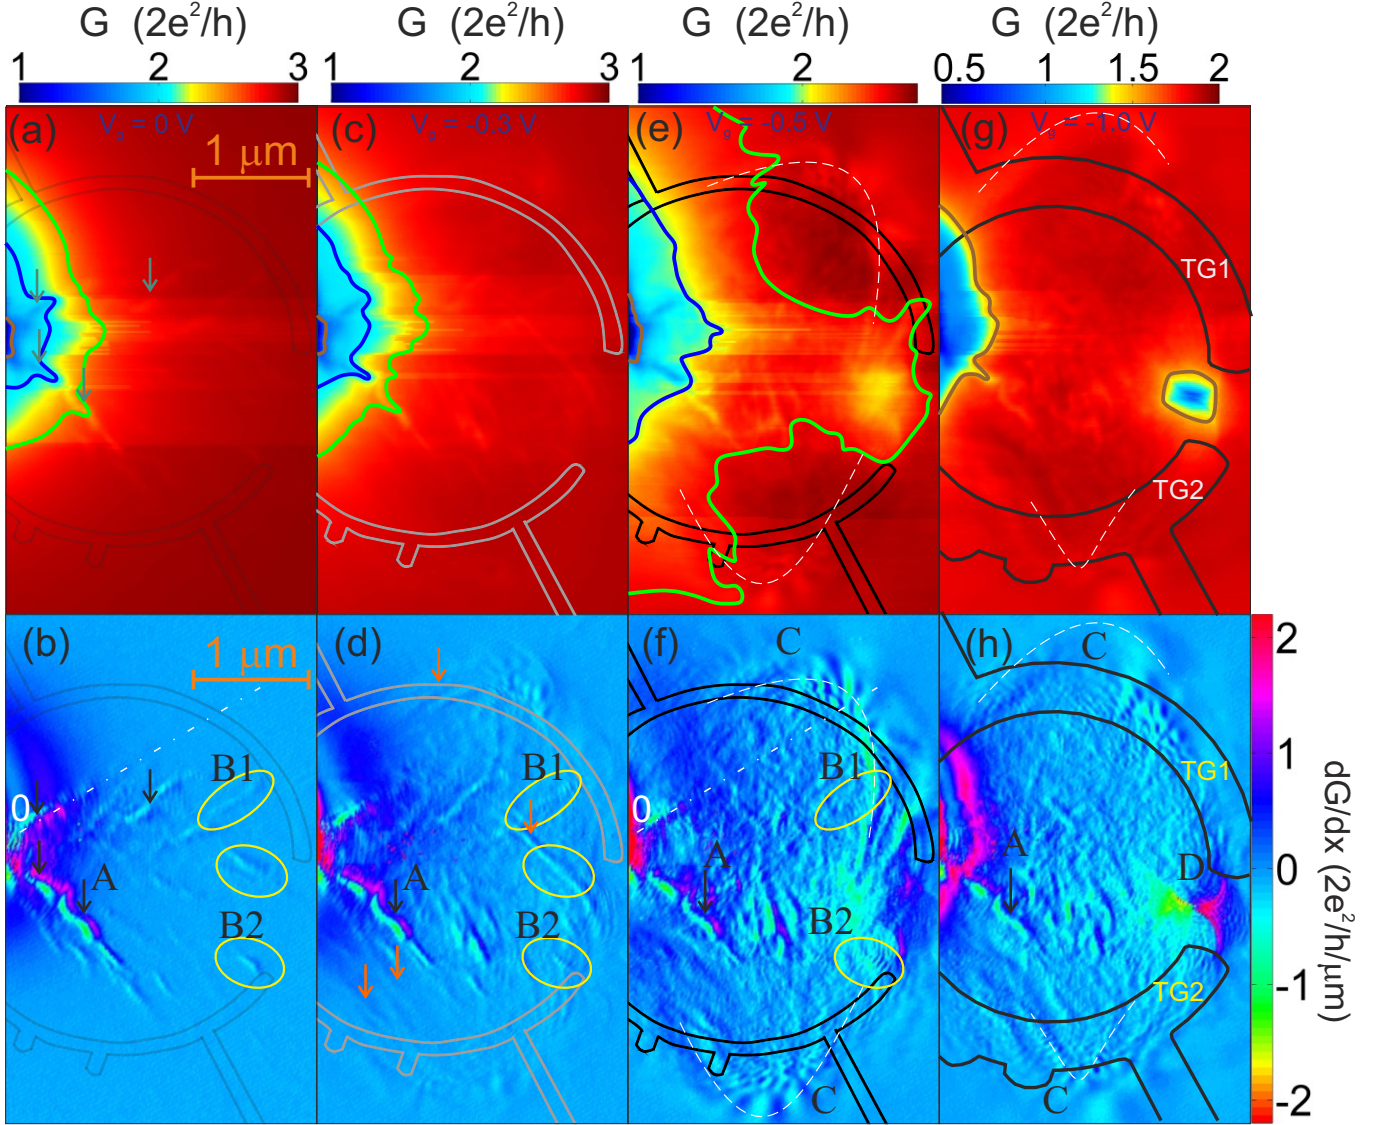 G (2e²/h) G (2e²/h) G (2e²/h) G (2e²/h)
1 2 3 1 2 3 1 2 0.5 1 1.5 2
(a) V_g = 0 V (c) V_g = -0.3 V (e) V_g = -0.5 V (g) V_g = -1.0 V
1 μm
TG1
TG2
(b) (d) (f) C (h) C
1 μm
2
B1 B1 B1 TG1
1
0 0
A A A A D
0
B2 B2 B2
TG2
-1
C C
-2
dG/dx (2e²/h/μm)